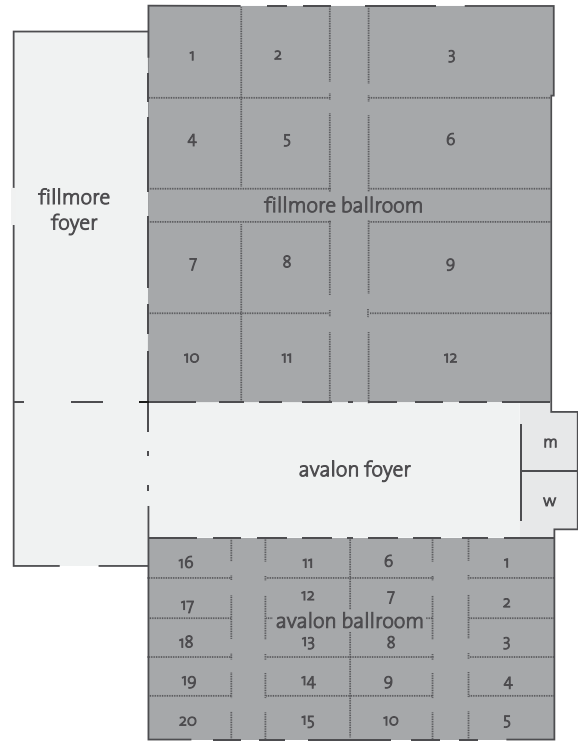 1 2 3
4 5 6
fillmore
foyer
fillmore ballroom
7 8 9
10 11 12
m
avalon foyer
w
16 11 6 1
17 12 7 2
avalon ballroom
18 13 8 3
19 14 9 4
20 15 10 5